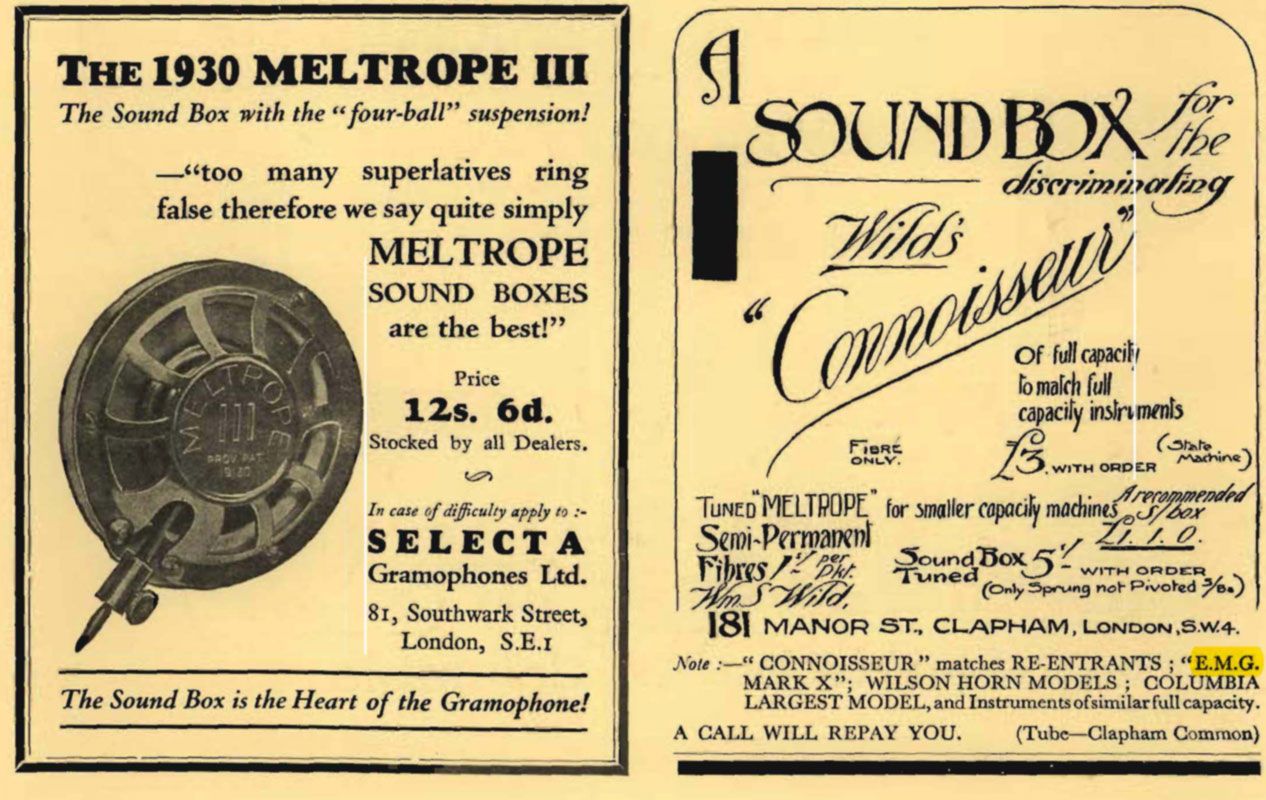 THE 1930 MELTROPE III
The Sound Box with the "four-ball" suspension!
—"too many superlatives ring
false therefore we say quite simply
MELTROPE
SOUND BOXES
are the best!"
MELTROPE
III
PROV. PAT.
Price
12s. 6d.
Stocked by all Dealers.
In case of difficulty apply to :-
SELECTA
Gramophones Ltd.
81, Southwark Street,
London, S.E.1
The Sound Box is the Heart of the Gramophone!
A
SOUND BOX for
the
discriminating
Wild's
"Connoisseur"
Of full capacity
to match full
capacity instruments
FIBRE
ONLY.
£3. WITH ORDER
(State
Machine)
TUNED "MELTROPE" for smaller capacity machines
A recommended
S/box
£1. 1. 0.
Semi-Permanent
Fibres 1/- per
Pkt.
Sound Box 5/- WITH ORDER
Tuned
(Only Sprung not Pivoted S/Bs.)
Wm S Wild.
181 MANOR ST., CLAPHAM, LONDON, S.W.4.
Note :—" CONNOISSEUR " matches RE-ENTRANTS ; "E.M.G.
MARK X"; WILSON HORN MODELS ; COLUMBIA
LARGEST MODEL, and Instruments of similar full capacity.
A CALL WILL REPAY YOU. (Tube—Clapham Common)